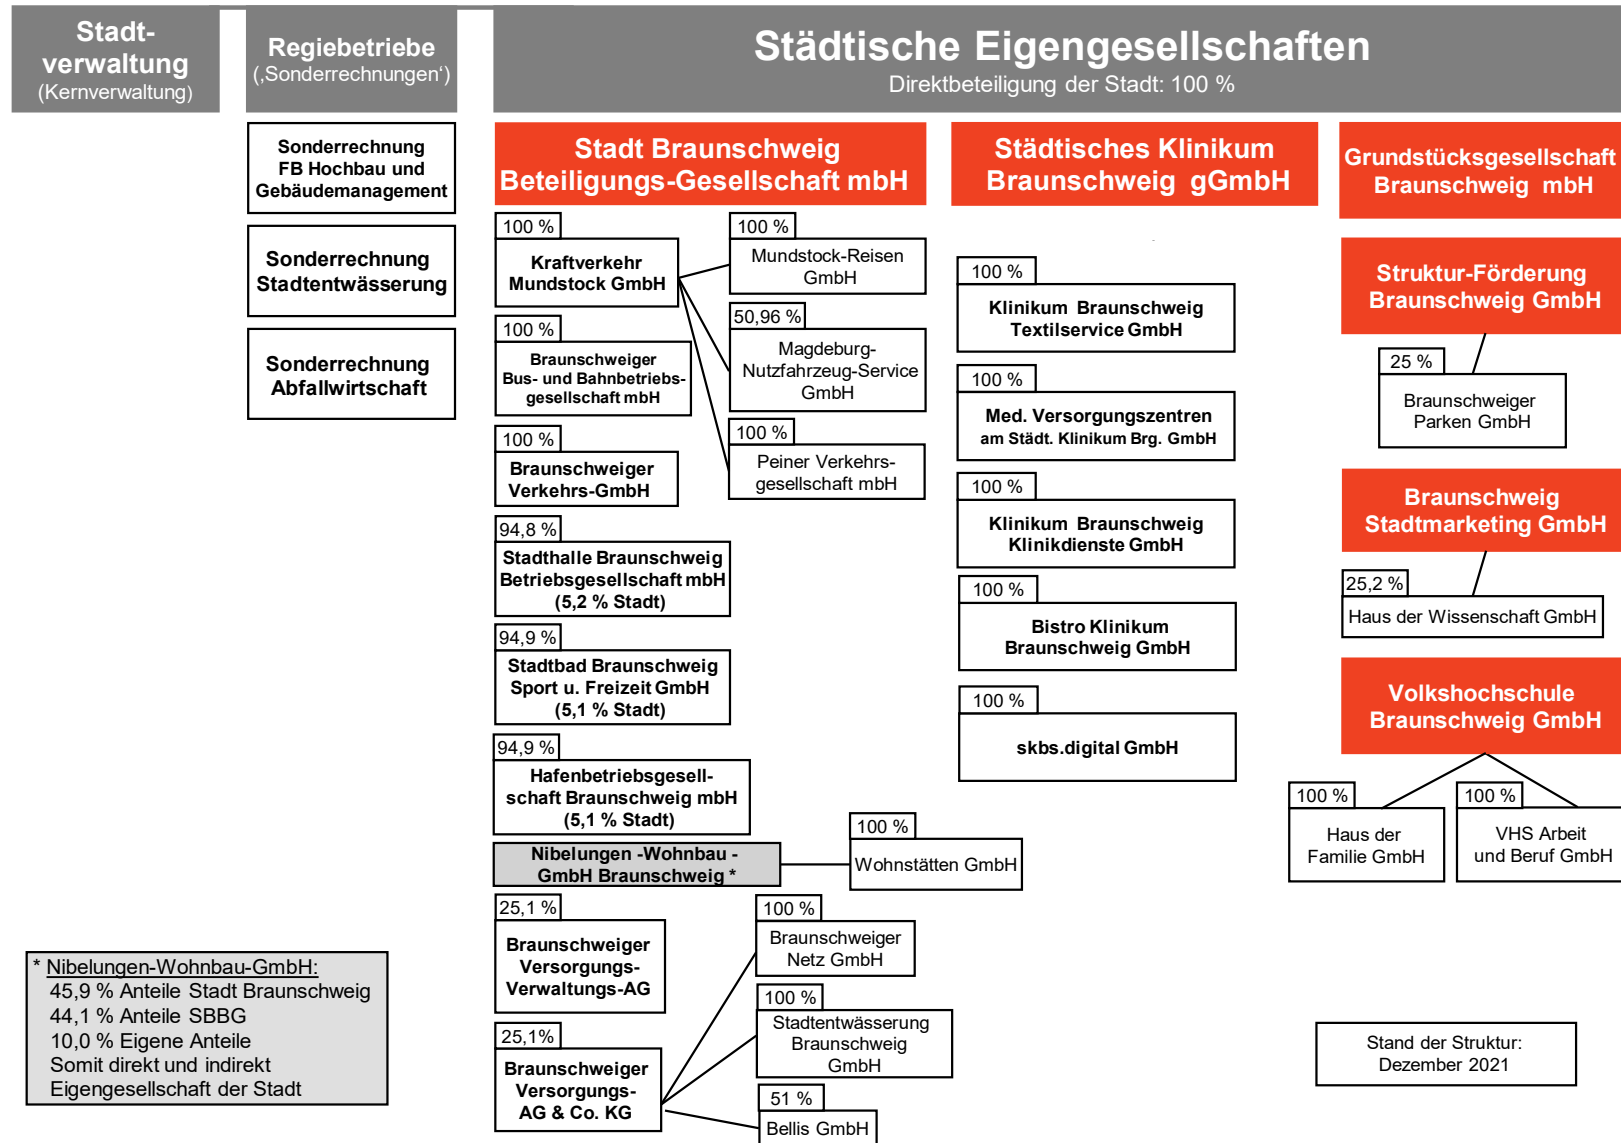 Stadt-
verwaltung
(Kernverwaltung)
Regiebetriebe
(‚Sonderrechnungen‘)
Städtische Eigengesellschaften
Direktbeteiligung der Stadt: 100 %
Sonderrechnung
FB Hochbau und
Gebäudemanagement
Sonderrechnung
Stadtentwässerung
Sonderrechnung
Abfallwirtschaft
Stadt Braunschweig
Beteiligungs-Gesellschaft mbH
100 %
Kraftverkehr
Mundstock GmbH
100 %
Mundstock-Reisen
GmbH
50,96 %
Magdeburg-
Nutzfahrzeug-Service
GmbH
100 %
Peiner Verkehrs-
gesellschaft mbH
100 %
Braunschweiger
Bus- und Bahnbetriebs-
gesellschaft mbH
100 %
Braunschweiger
Verkehrs-GmbH
94,8 %
Stadthalle Braunschweig
Betriebsgesellschaft mbH
(5,2 % Stadt)
94,9 %
Stadtbad Braunschweig
Sport u. Freizeit GmbH
(5,1 % Stadt)
94,9 %
Hafenbetriebsgesell-
schaft Braunschweig mbH
(5,1 % Stadt)
Nibelungen -Wohnbau -
GmbH Braunschweig *
100 %
Wohnstätten GmbH
25,1 %
Braunschweiger
Versorgungs-
Verwaltungs-AG
25,1%
Braunschweiger
Versorgungs-
AG & Co. KG
100 %
Braunschweiger
Netz GmbH
100 %
Stadtentwässerung
Braunschweig
GmbH
51 %
Bellis GmbH
Städtisches Klinikum
Braunschweig gGmbH
100 %
Klinikum Braunschweig
Textilservice GmbH
100 %
Med. Versorgungszentren
am Städt. Klinikum Brg. GmbH
100 %
Klinikum Braunschweig
Klinikdienste GmbH
100 %
Bistro Klinikum
Braunschweig GmbH
100 %
skbs.digital GmbH
Grundstücksgesellschaft
Braunschweig mbH
Struktur-Förderung
Braunschweig GmbH
25 %
Braunschweiger
Parken GmbH
Braunschweig
Stadtmarketing GmbH
25,2 %
Haus der Wissenschaft GmbH
Volkshochschule
Braunschweig GmbH
100 %
Haus der
Familie GmbH
100 %
VHS Arbeit
und Beruf GmbH
* Nibelungen-Wohnbau-GmbH:
45,9 % Anteile Stadt Braunschweig
44,1 % Anteile SBBG
10,0 % Eigene Anteile
Somit direkt und indirekt
Eigengesellschaft der Stadt
Stand der Struktur:
Dezember 2021